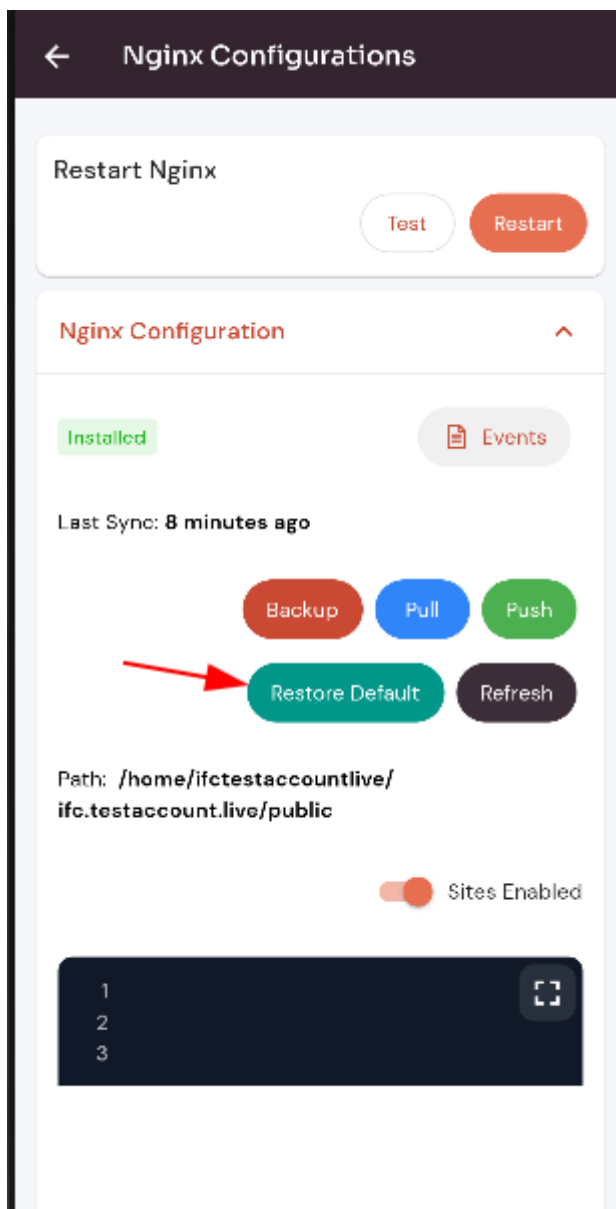 Nginx Configurations
Restart Nginx
Test Restart
Nginx Configuration
Installed Events
Last Sync: 8 minutes ago
Backup Pull Push
Restore Default Refresh
Path: /home/ifctestaccountlive/
ifc.testaccount.live/public
Sites Enabled
1
2
3